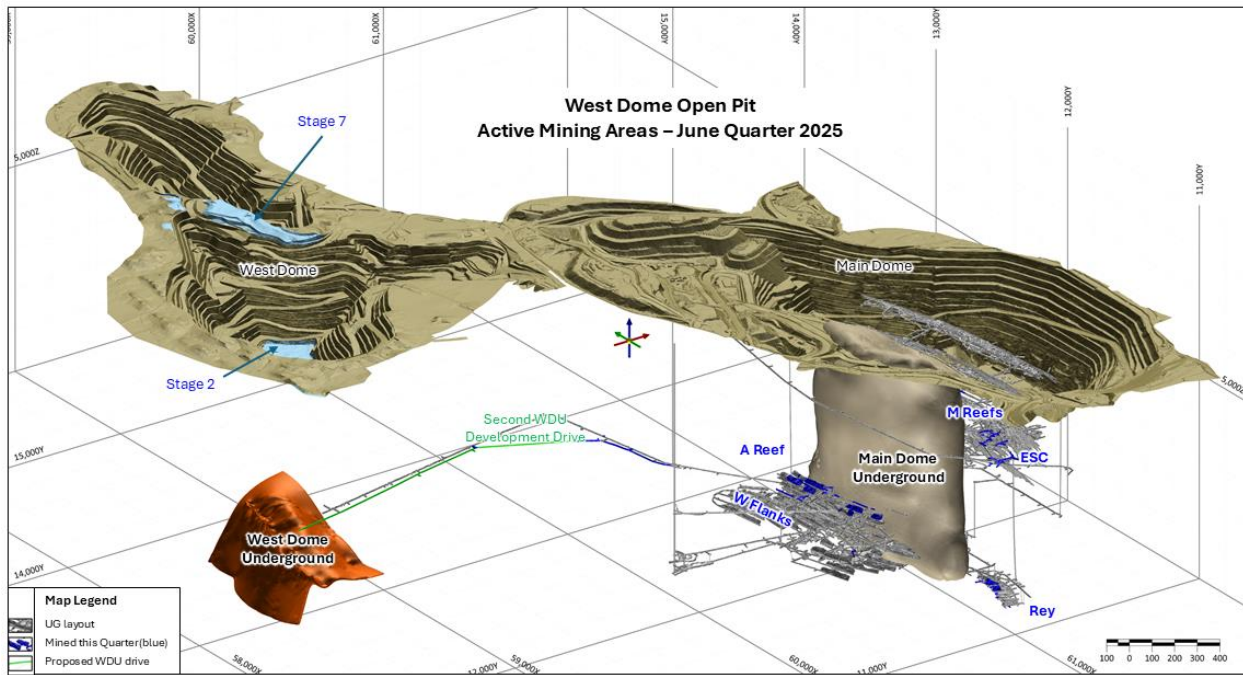 60,000X
61,000X
15,000Y
14,000Y
13,000Y
12,000Y
11,000Y
West Dome Open Pit
Active Mining Areas – June Quarter 2025
Stage 7
5,000Z
West Dome
Main Dome
Stage 2
5,000Z
Second WDU
Development Drive
M Reefs
A Reef
ESC
Main Dome
Underground
15,000Y
W Flanks
West Dome
Underground
14,000Y
Rey
Map Legend
UG layout
Mined this Quarter(blue)
Proposed WDU drive
58,000X
12,000Y
59,000X
60,000X
11,000Y
61,000X
100 0 100 200 300 400